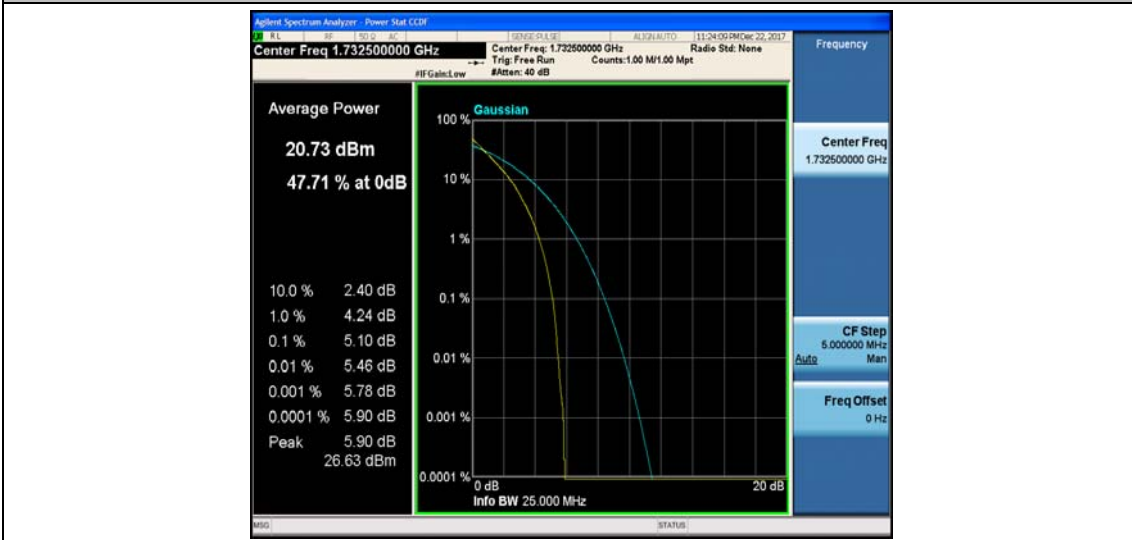 Agilent Spectrum Analyzer - Power Stat CCDF
RL RF 50 Ω AC SENSE:PULSE ALIGN AUTO 11:24:09 PM Dec 22, 2017
Center Freq 1.732500000 GHz
Center Freq: 1.732500000 GHz Radio Std: None
Trig: Free Run Counts:1.00 M/1.00 Mpt
#IFGain:Low #Atten: 40 dB
Frequency
Average Power
20.73 dBm
47.71 % at 0dB
10.0 % 2.40 dB
1.0 % 4.24 dB
0.1 % 5.10 dB
0.01 % 5.46 dB
0.001 % 5.78 dB
0.0001 % 5.90 dB
Peak 5.90 dB
26.63 dBm
Gaussian
100 %
10 %
1 %
0.1 %
0.01 %
0.001 %
0.0001 %
0 dB 20 dB
Info BW 25.000 MHz
Center Freq
1.732500000 GHz
CF Step
5.000000 MHz
Auto Man
Freq Offset
0 Hz
MSG STATUS